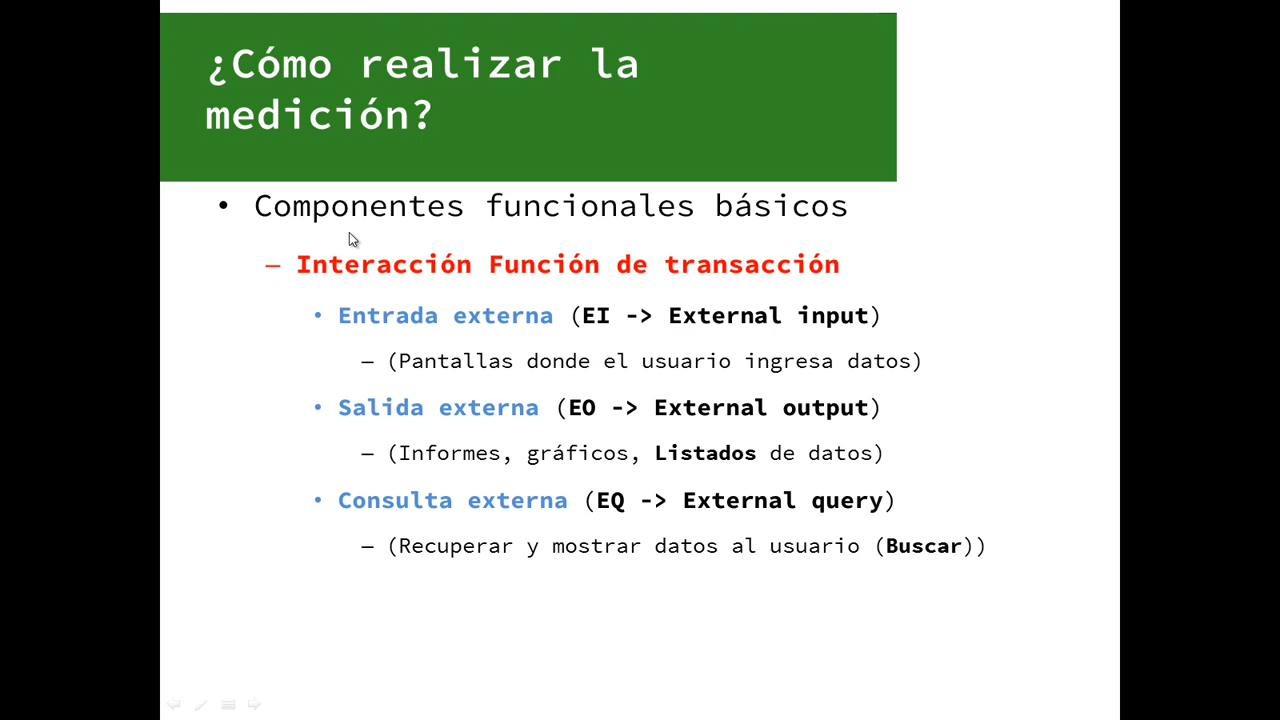 ¿Cómo realizar la
medición?
• Componentes funcionales básicos
– Interacción Función de transacción
• Entrada externa (EI -> External input)
– (Pantallas donde el usuario ingresa datos)
• Salida externa (EO -> External output)
– (Informes, gráficos, Listados de datos)
• Consulta externa (EQ -> External query)
– (Recuperar y mostrar datos al usuario (Buscar))